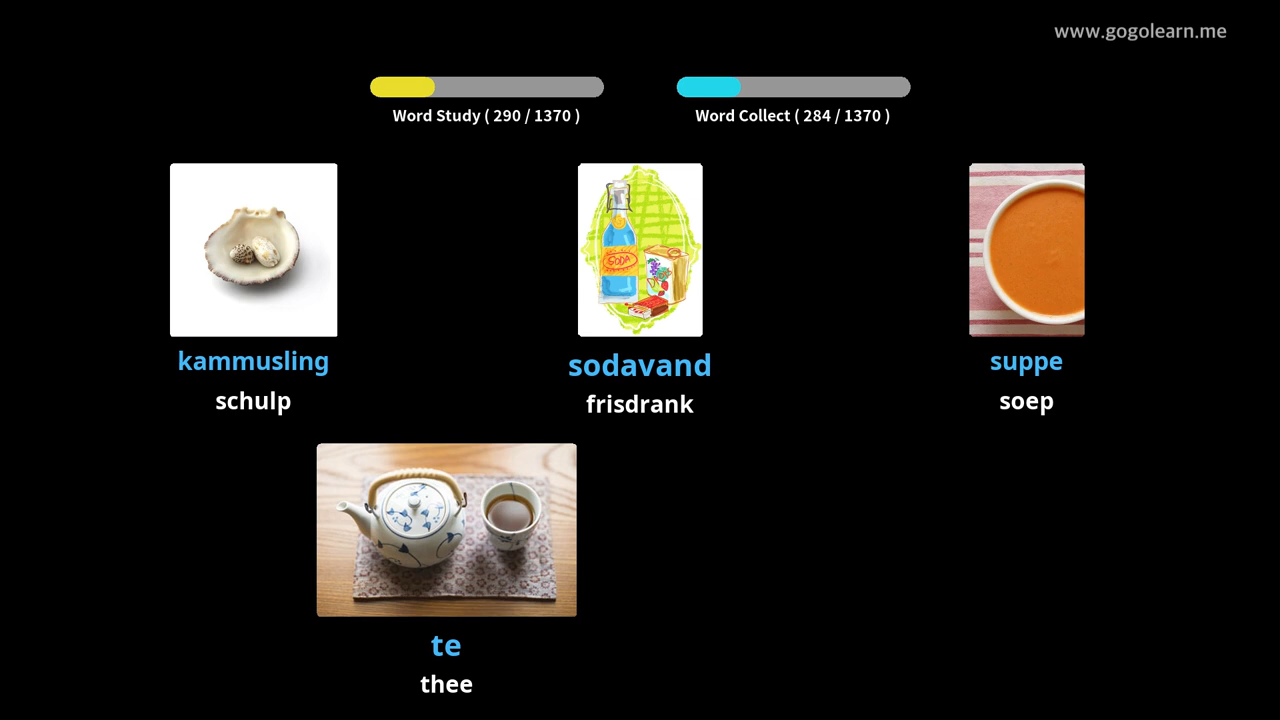 www.gogolearn.me
Word Study ( 290 / 1370 )
Word Collect ( 284 / 1370 )
SODA
kammusling
schulp
sodavand
frisdrank
suppe
soep
te
thee